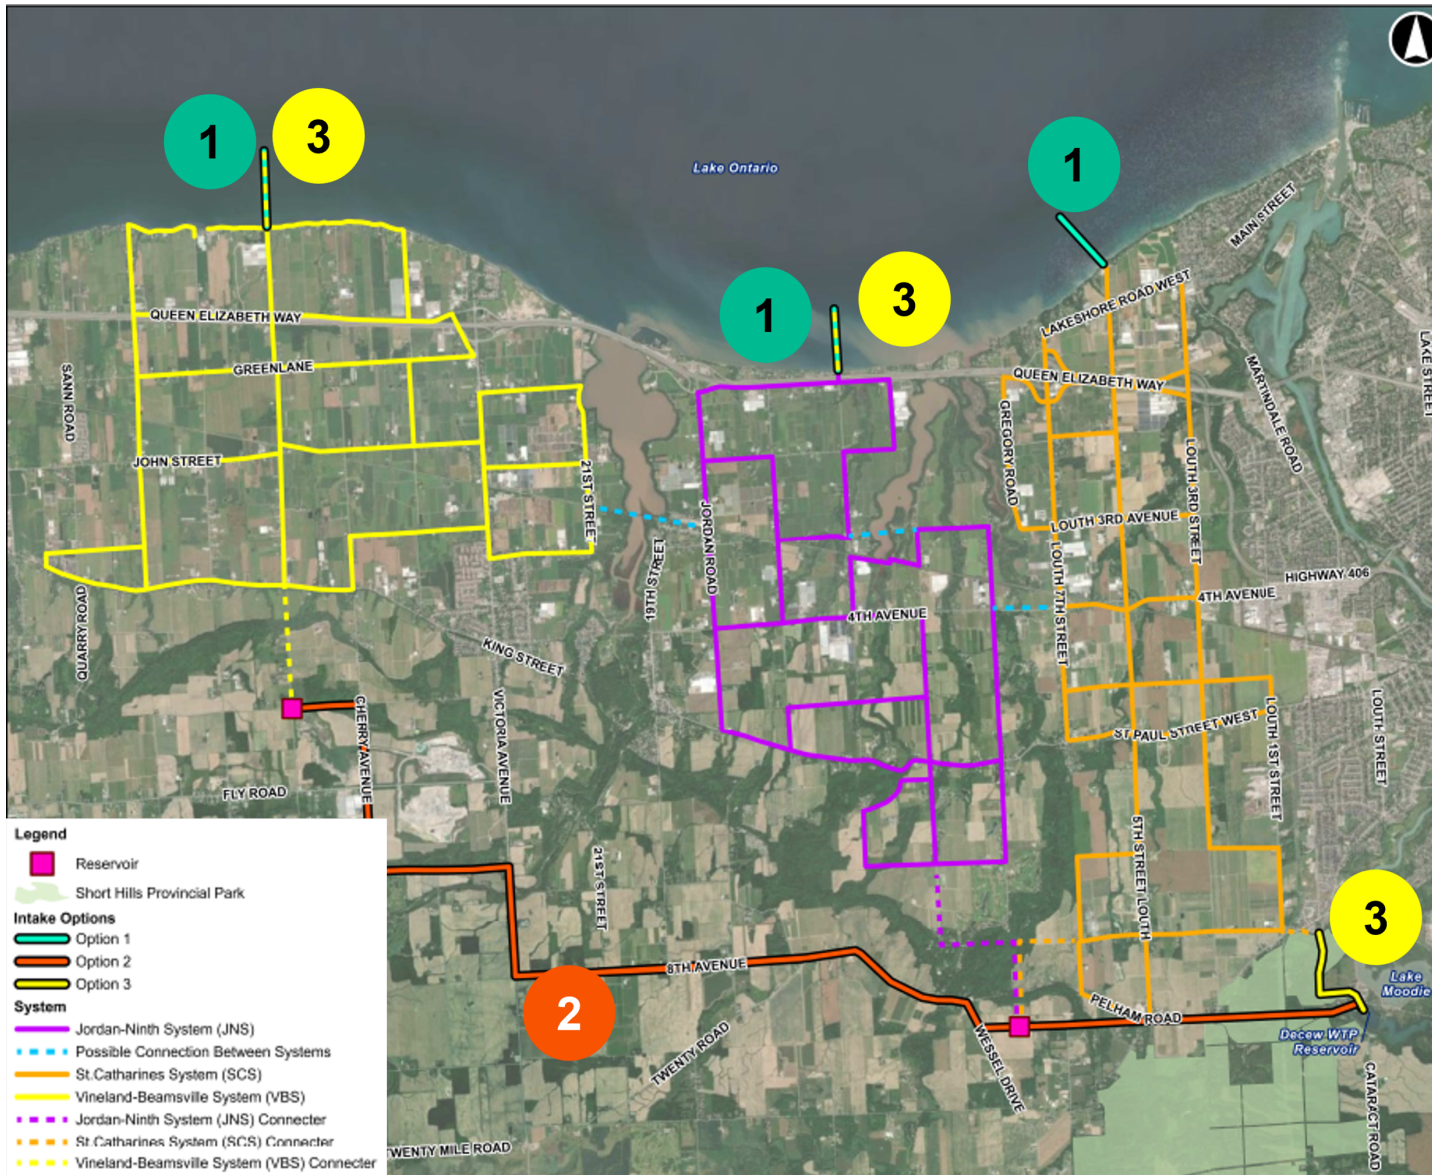 1
3
1
Lake Ontario
MAIN STREET
1
3
LAKESHORE ROAD WEST
QUEEN ELIZABETH WAY
QUEEN ELIZABETH WAY
GREENLANE
SANN ROAD
LAKE STREET
MARTINDALE ROAD
GREGORY ROAD
JOHN STREET
21ST STREET
LOUTH 3RD STREET
JORDAN ROAD
LOUTH 3RD AVENUE
19TH STREET
LOUTH 7TH STREET
HIGHWAY 406
4TH AVENUE
4TH AVENUE
QUARRY ROAD
KING STREET
CHERRY AVENUE
VICTORIA AVENUE
LOUTH 1ST STREET
LOUTH STREET
ST PAUL STREET WEST
FLY ROAD
5TH STREET LOUTH
21ST STREET
3
8TH AVENUE
2
Lake
Moodie
PELHAM ROAD
Decew WTP
Reservoir
TWENTY ROAD
WESSEL DRIVE
CATARACT ROAD
TWENTY MILE ROAD
Legend
Reservoir
Short Hills Provincial Park
Intake Options
Option 1
Option 2
Option 3
System
Jordan-Ninth System (JNS)
Possible Connection Between Systems
St.Catharines System (SCS)
Vineland-Beamsville System (VBS)
Jordan-Ninth System (JNS) Connecter
St.Catharines System (SCS) Connecter
Vineland-Beamsville System (VBS) Connecter